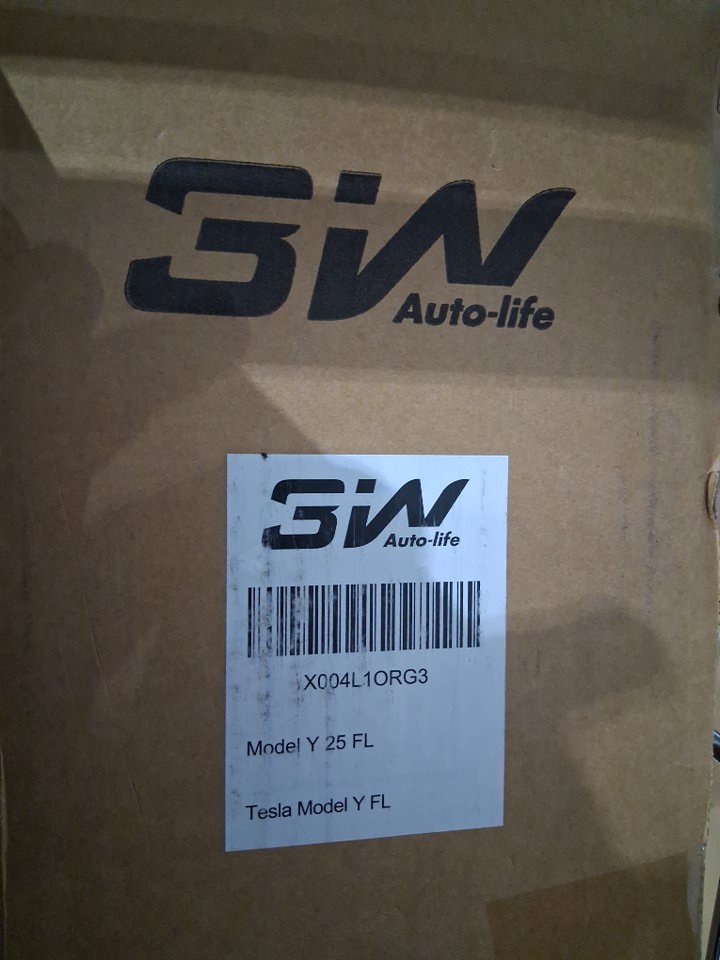 3W
Auto-life
3W
Auto-life
X004L1ORG3
Model Y 25 FL
Tesla Model Y FL